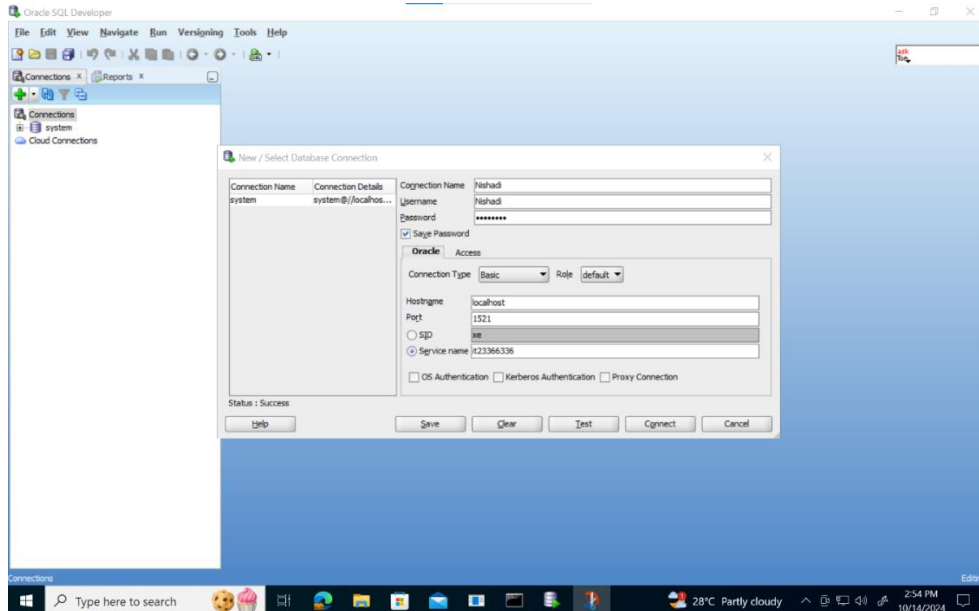 Oracle SQL Developer
File Edit View Navigate Run Versigning Tools Help
ask
Tom
Connections x Reports x
Connections
system
Cloud Connections
New / Select Database Connection
Connection Name Connection Details
system system@//localhos...
Connection Name Nishadi
Username Nishadi
Password ••••••••
Save Password
Oracle Access
Connection Type Basic Role default
Hostname localhost
Port 1521
SID xe
Service name it23366336
OS Authentication Kerberos Authentication Proxy Connection
Status : Success
Help Save Clear Test Connect Cancel
Connections
Type here to search
28°C Partly cloudy
2:54 PM
10/14/2024